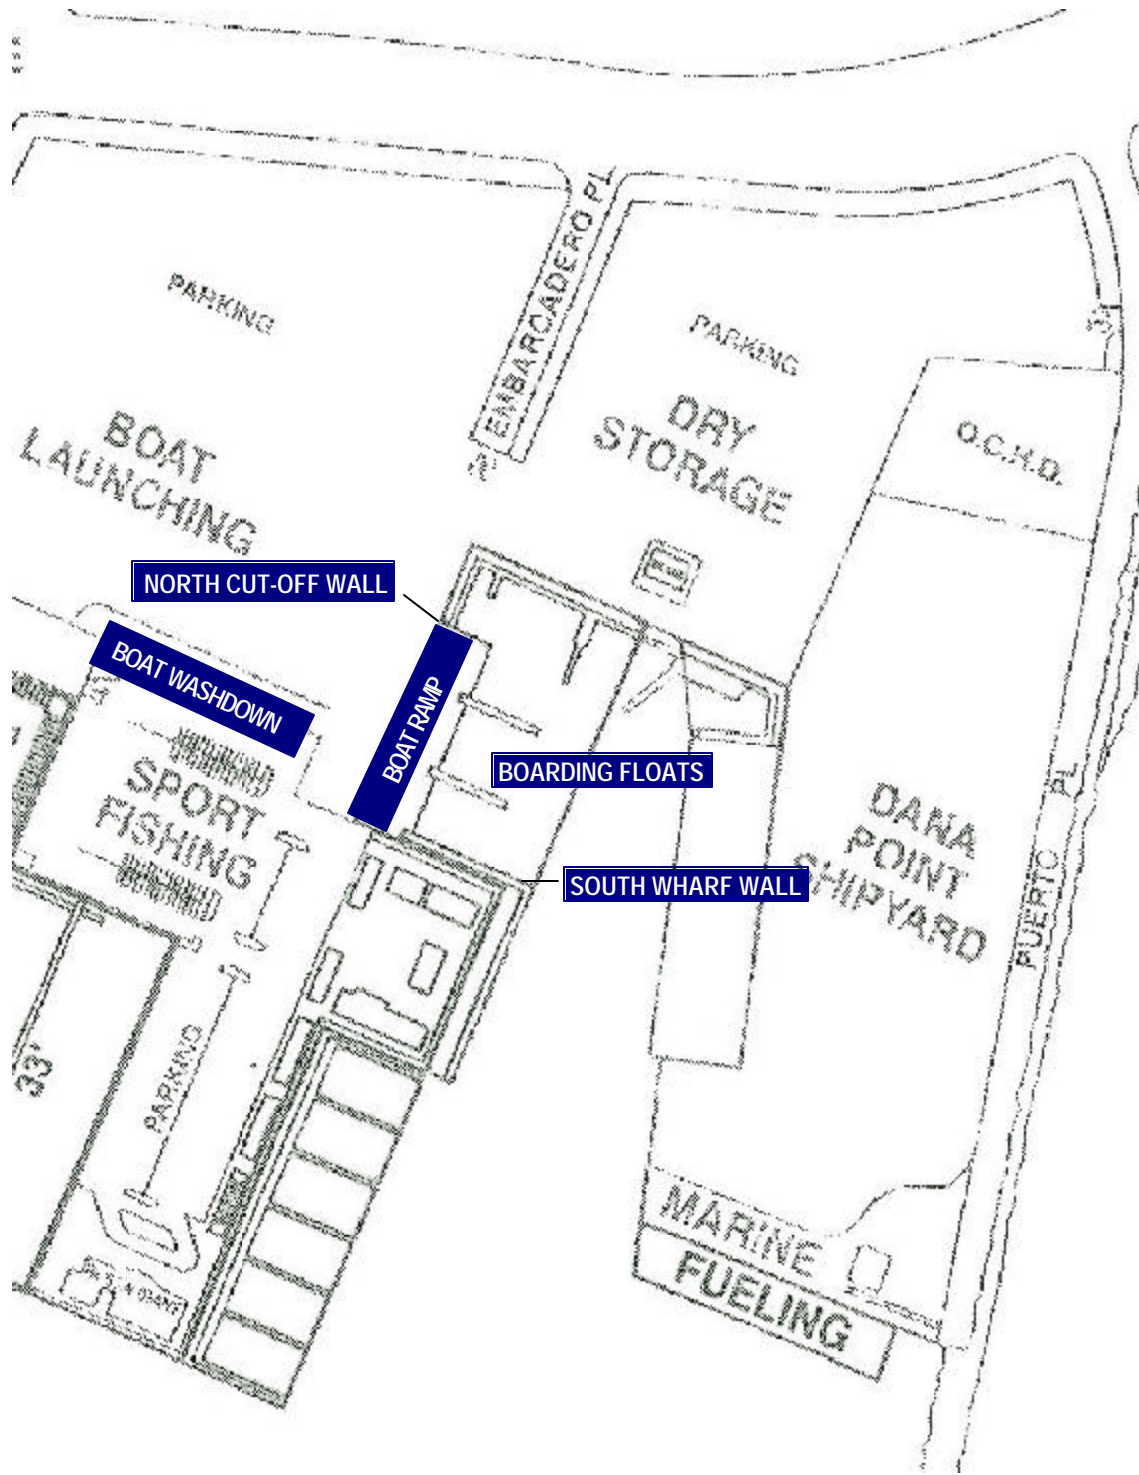 EMBARCADERO PL.
PARKING
PARKING
DRY
STORAGE
BOAT
LAUNCHING
O.C.H.D.
NORTH CUT-OFF WALL
BOAT WASHDOWN
BOAT RAMP
BOARDING FLOATS
SPORT
FISHING
DANA
POINT
SHIPYARD
SOUTH WHARF WALL
PUERTO PL.
PARKING
33'
MARINE
FUELING